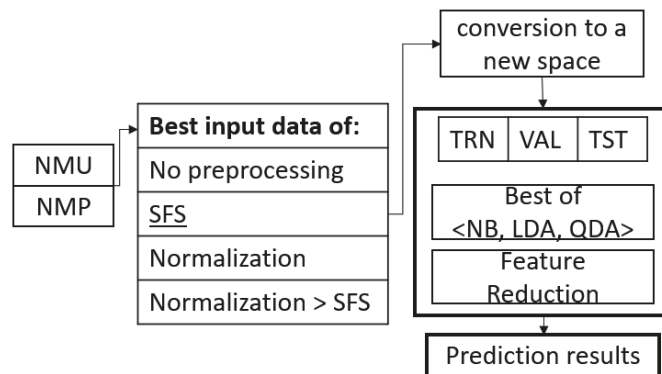 NMU
NMP
Best input data of:
No preprocessing
SFS
Normalization
Normalization > SFS
conversion to a
new space
TRN VAL TST
Best of
<NB, LDA, QDA>
Feature
Reduction
Prediction results